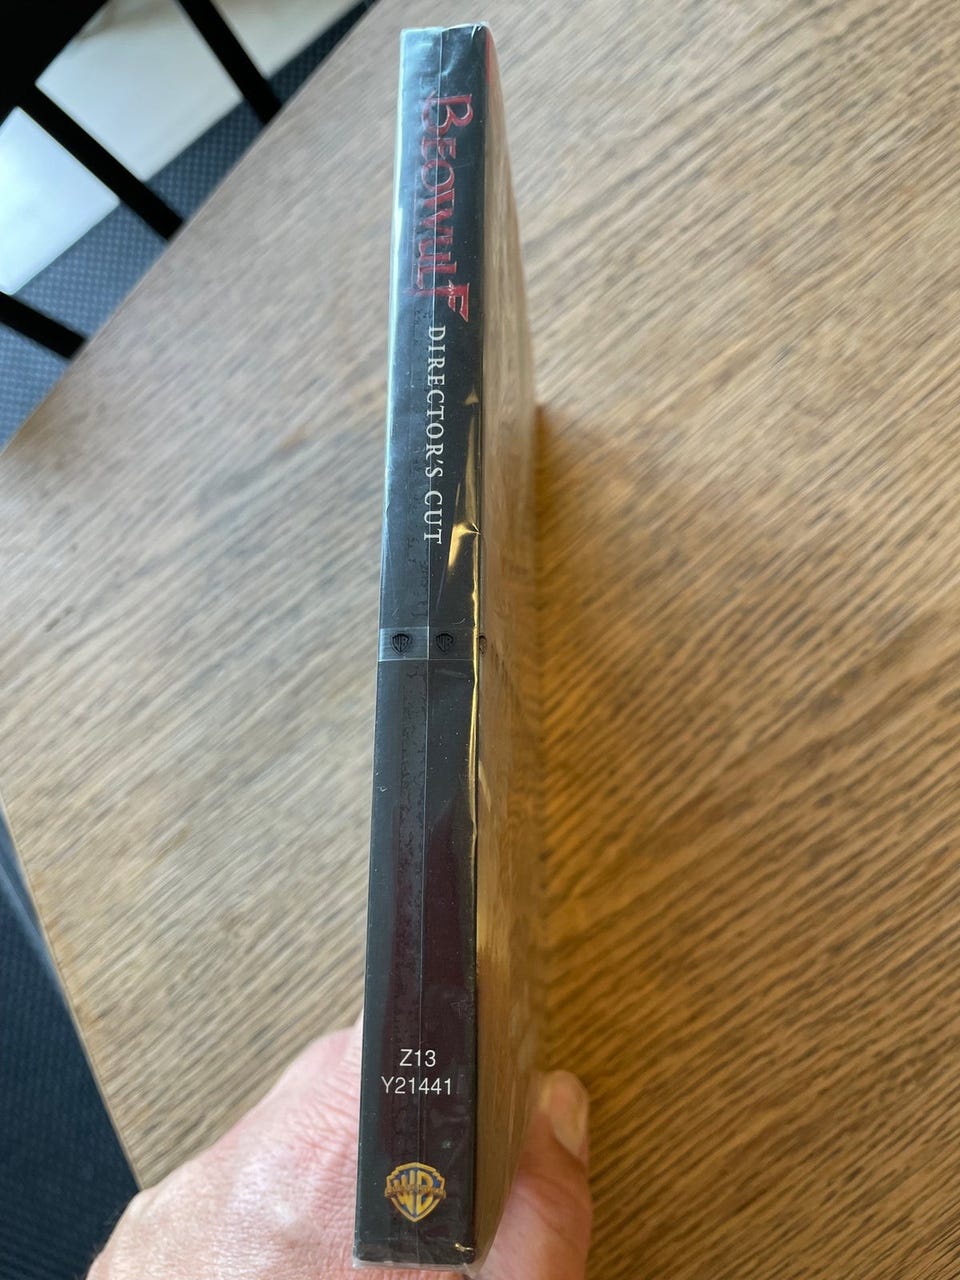 BEOWULF
DIRECTOR'S CUT
Z13
Y21441
WB